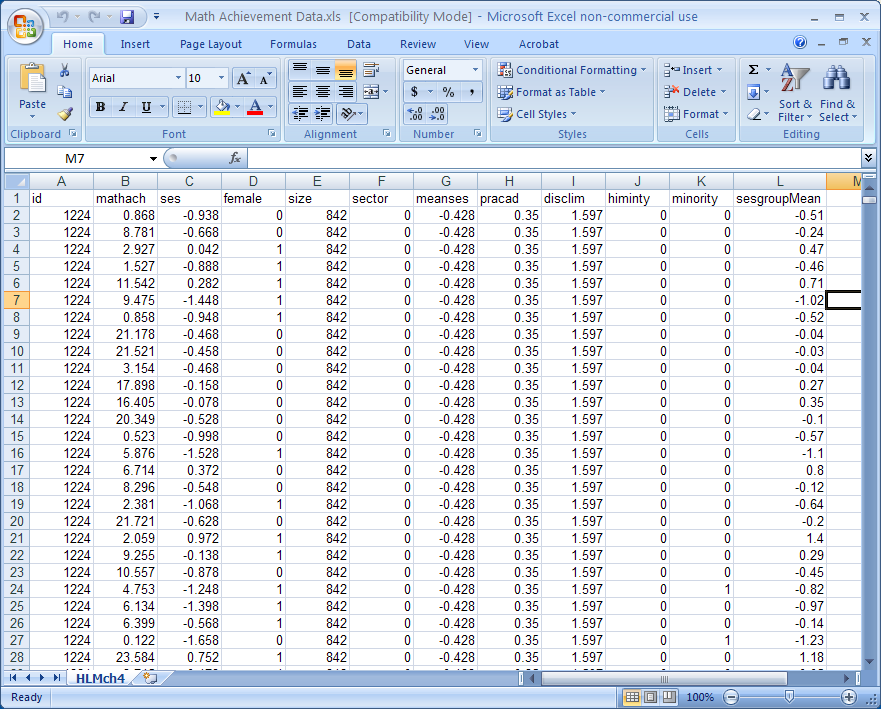 Math Achievement Data.xls  [Compatibility Mode] - Microsoft Excel non-commercial use
Home Insert Page Layout Formulas Data Review View Acrobat
Paste
Clipboard
Arial 10 A A
B I U A
Font
Alignment
General
$ % ,
.00 .0
Number
Conditional Formatting
Format as Table
Cell Styles
Styles
Insert
Delete
Format
Cells
Σ
Sort & Filter
Find & Select
Editing
M7 fx
A B C D E F G H I J K L M
1 id mathach ses female size sector meanses pracad disclim himinty minority sesgroupMean
2 1224 0.868 -0.938 0 842 0 -0.428 0.35 1.597 0 0 -0.51
3 1224 8.781 -0.668 0 842 0 -0.428 0.35 1.597 0 0 -0.24
4 1224 2.927 0.042 1 842 0 -0.428 0.35 1.597 0 0 0.47
5 1224 1.527 -0.888 1 842 0 -0.428 0.35 1.597 0 0 -0.46
6 1224 11.542 0.282 1 842 0 -0.428 0.35 1.597 0 0 0.71
7 1224 9.475 -1.448 1 842 0 -0.428 0.35 1.597 0 0 -1.02
8 1224 0.858 -0.948 1 842 0 -0.428 0.35 1.597 0 0 -0.52
9 1224 21.178 -0.468 0 842 0 -0.428 0.35 1.597 0 0 -0.04
10 1224 21.521 -0.458 0 842 0 -0.428 0.35 1.597 0 0 -0.03
11 1224 3.154 -0.468 0 842 0 -0.428 0.35 1.597 0 0 -0.04
12 1224 17.898 -0.158 0 842 0 -0.428 0.35 1.597 0 0 0.27
13 1224 16.405 -0.078 0 842 0 -0.428 0.35 1.597 0 0 0.35
14 1224 20.349 -0.528 0 842 0 -0.428 0.35 1.597 0 0 -0.1
15 1224 0.523 -0.998 0 842 0 -0.428 0.35 1.597 0 0 -0.57
16 1224 5.876 -1.528 1 842 0 -0.428 0.35 1.597 0 0 -1.1
17 1224 6.714 0.372 0 842 0 -0.428 0.35 1.597 0 0 0.8
18 1224 8.296 -0.548 0 842 0 -0.428 0.35 1.597 0 0 -0.12
19 1224 2.381 -1.068 1 842 0 -0.428 0.35 1.597 0 0 -0.64
20 1224 21.721 -0.628 0 842 0 -0.428 0.35 1.597 0 0 -0.2
21 1224 2.059 0.972 1 842 0 -0.428 0.35 1.597 0 0 1.4
22 1224 9.255 -0.138 1 842 0 -0.428 0.35 1.597 0 0 0.29
23 1224 10.557 -0.878 0 842 0 -0.428 0.35 1.597 0 0 -0.45
24 1224 4.753 -1.248 1 842 0 -0.428 0.35 1.597 0 1 -0.82
25 1224 6.134 -1.398 1 842 0 -0.428 0.35 1.597 0 0 -0.97
26 1224 6.399 -0.568 1 842 0 -0.428 0.35 1.597 0 0 -0.14
27 1224 0.122 -1.658 0 842 0 -0.428 0.35 1.597 0 1 -1.23
28 1224 23.584 0.752 1 842 0 -0.428 0.35 1.597 0 0 1.18
HLMch4
Ready 100%